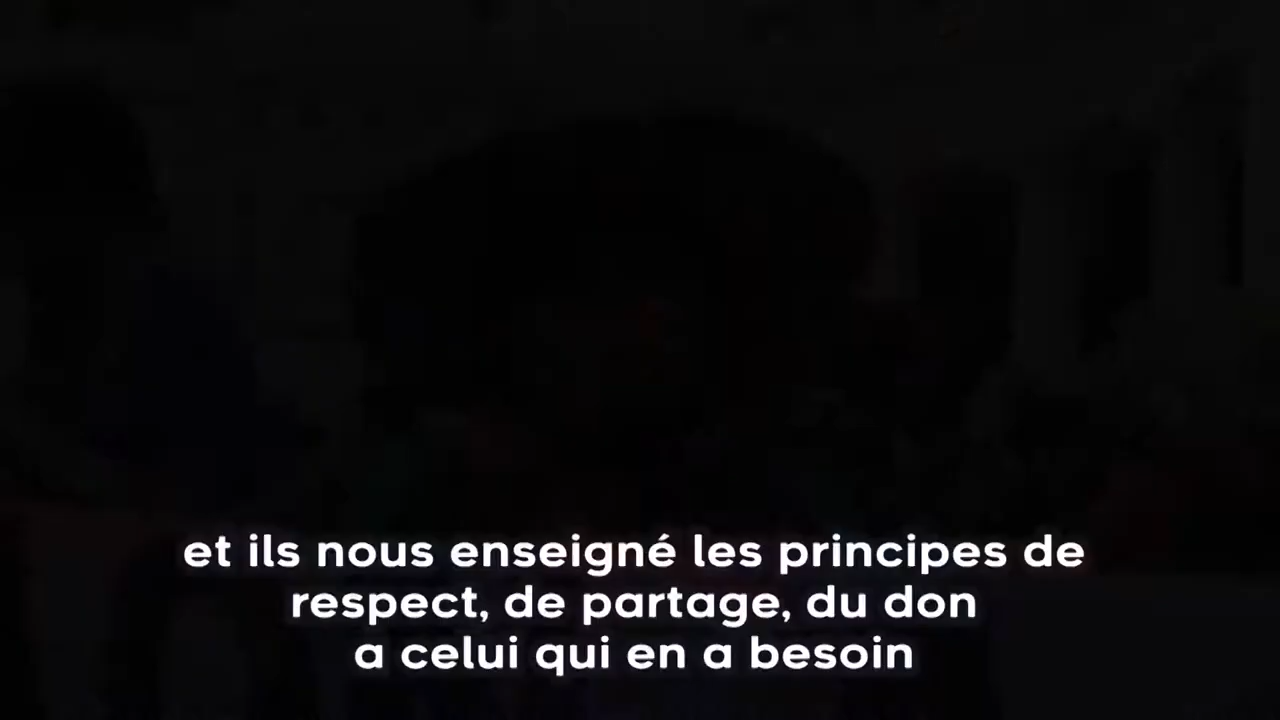 et ils nous enseigné les principes de
respect, de partage, du don
a celui qui en a besoin